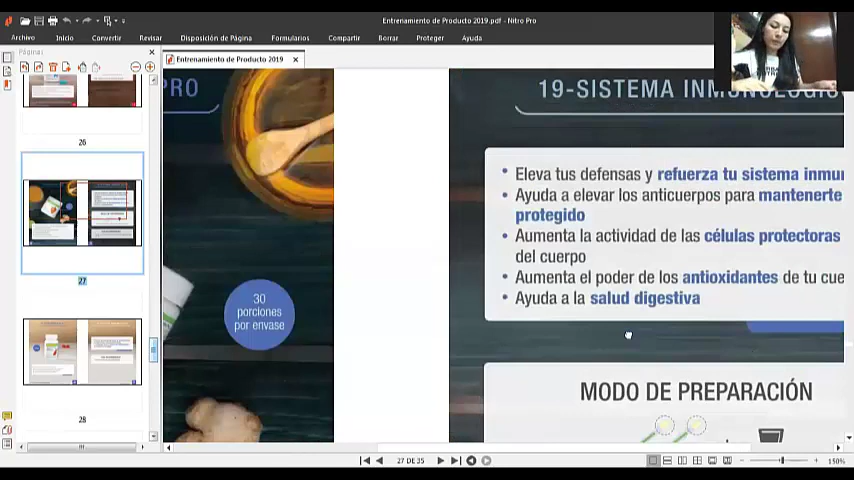 Entrenamiento de Producto 2019.pdf - Nitro Pro
Archivo Inicio Convertir Revisar Disposición de Página Formularios Compartir Borrar Proteger Ayuda
Páginas
Entrenamiento de Producto 2019
26
27
28
PRO
30
porciones
por envase
19-SISTEMA INMUNOLÓGIC
• Eleva tus defensas y refuerza tu sistema inmu
• Ayuda a elevar los anticuerpos para mantenerte
protegido
• Aumenta la actividad de las células protectoras
del cuerpo
• Aumenta el poder de los antioxidantes de tu cue
• Ayuda a la salud digestiva
MODO DE PREPARACIÓN
27 DE 35
150%